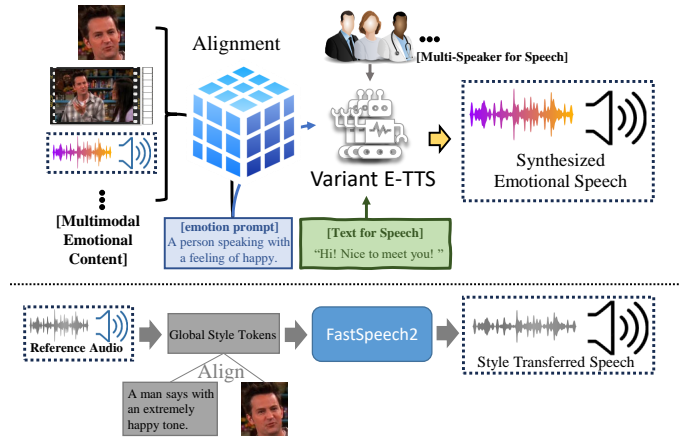 Alignment
[Multi-Speaker for Speech]
[Multimodal
Emotional
Content]
Variant E-TTS
Synthesized
Emotional Speech
[emotion prompt]
A person speaking with
a feeling of happy.
[Text for Speech]
“Hi! Nice to meet you! ”
Reference Audio
Global Style Tokens
FastSpeech2
Style Transferred Speech
Align
A man says with
an extremely
happy tone.